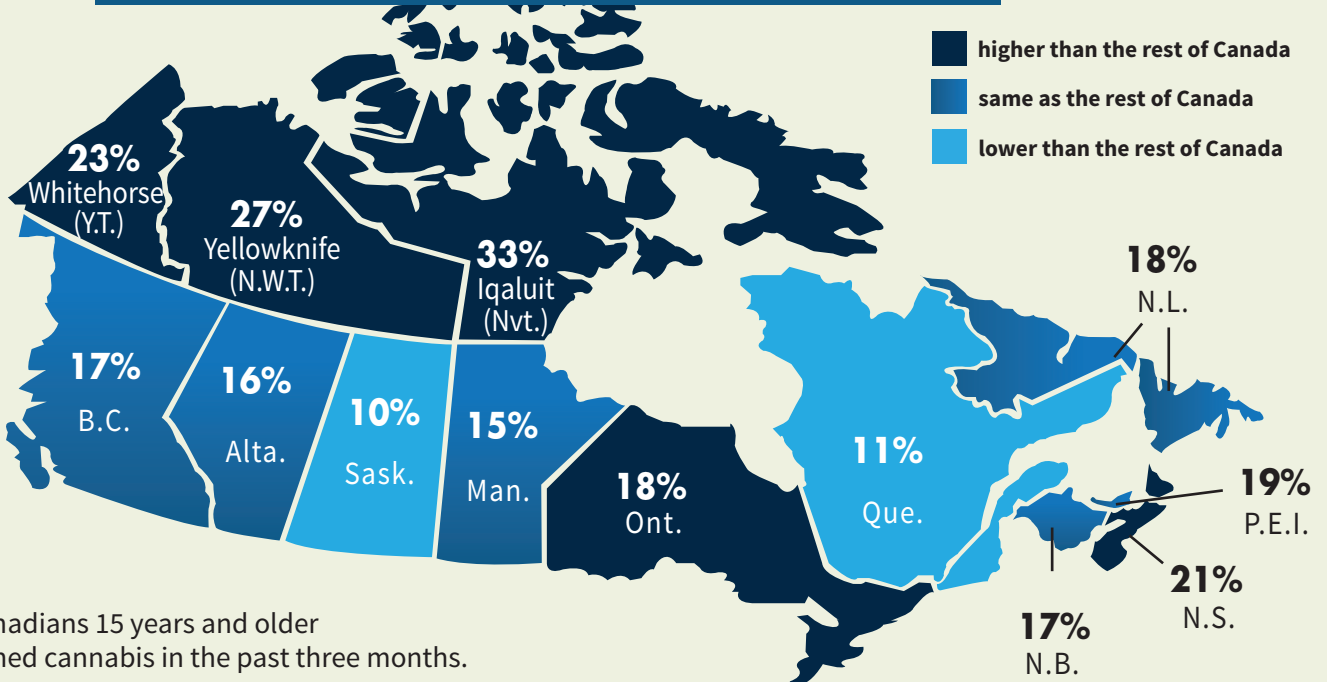 higher than the rest of Canada
same as the rest of Canada
lower than the rest of Canada
23%
Whitehorse
(Y.T.)
27%
Yellowknife
(N.W.T.)
33%
Iqaluit
(Nvt.)
18%
N.L.
17%
B.C.
16%
Alta.
10%
Sask.
15%
Man.
18%
Ont.
11%
Que.
19%
P.E.I.
21%
N.S.
17%
N.B.
nadians 15 years and older
ned cannabis in the past three months.